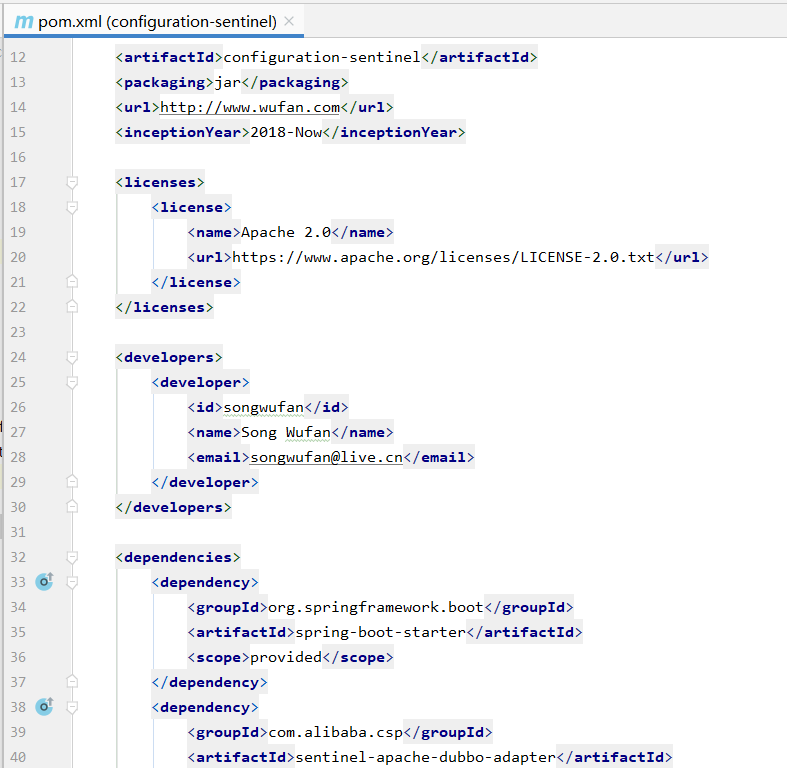 pom.xml (configuration-sentinel)
12 <artifactId>configuration-sentinel</artifactId>
13 <packaging>jar</packaging>
14 <url>http://www.wufan.com</url>
15 <inceptionYear>2018-Now</inceptionYear>
16
17 <licenses>
18 <license>
19 <name>Apache 2.0</name>
20 <url>https://www.apache.org/licenses/LICENSE-2.0.txt</url>
21 </license>
22 </licenses>
23
24 <developers>
25 <developer>
26 <id>songwufan</id>
27 <name>Song Wufan</name>
28 <email>songwufan@live.cn</email>
29 </developer>
30 </developers>
31
32 <dependencies>
33 <dependency>
34 <groupId>org.springframework.boot</groupId>
35 <artifactId>spring-boot-starter</artifactId>
36 <scope>provided</scope>
37 </dependency>
38 <dependency>
39 <groupId>com.alibaba.csp</groupId>
40 <artifactId>sentinel-apache-dubbo-adapter</artifactId>